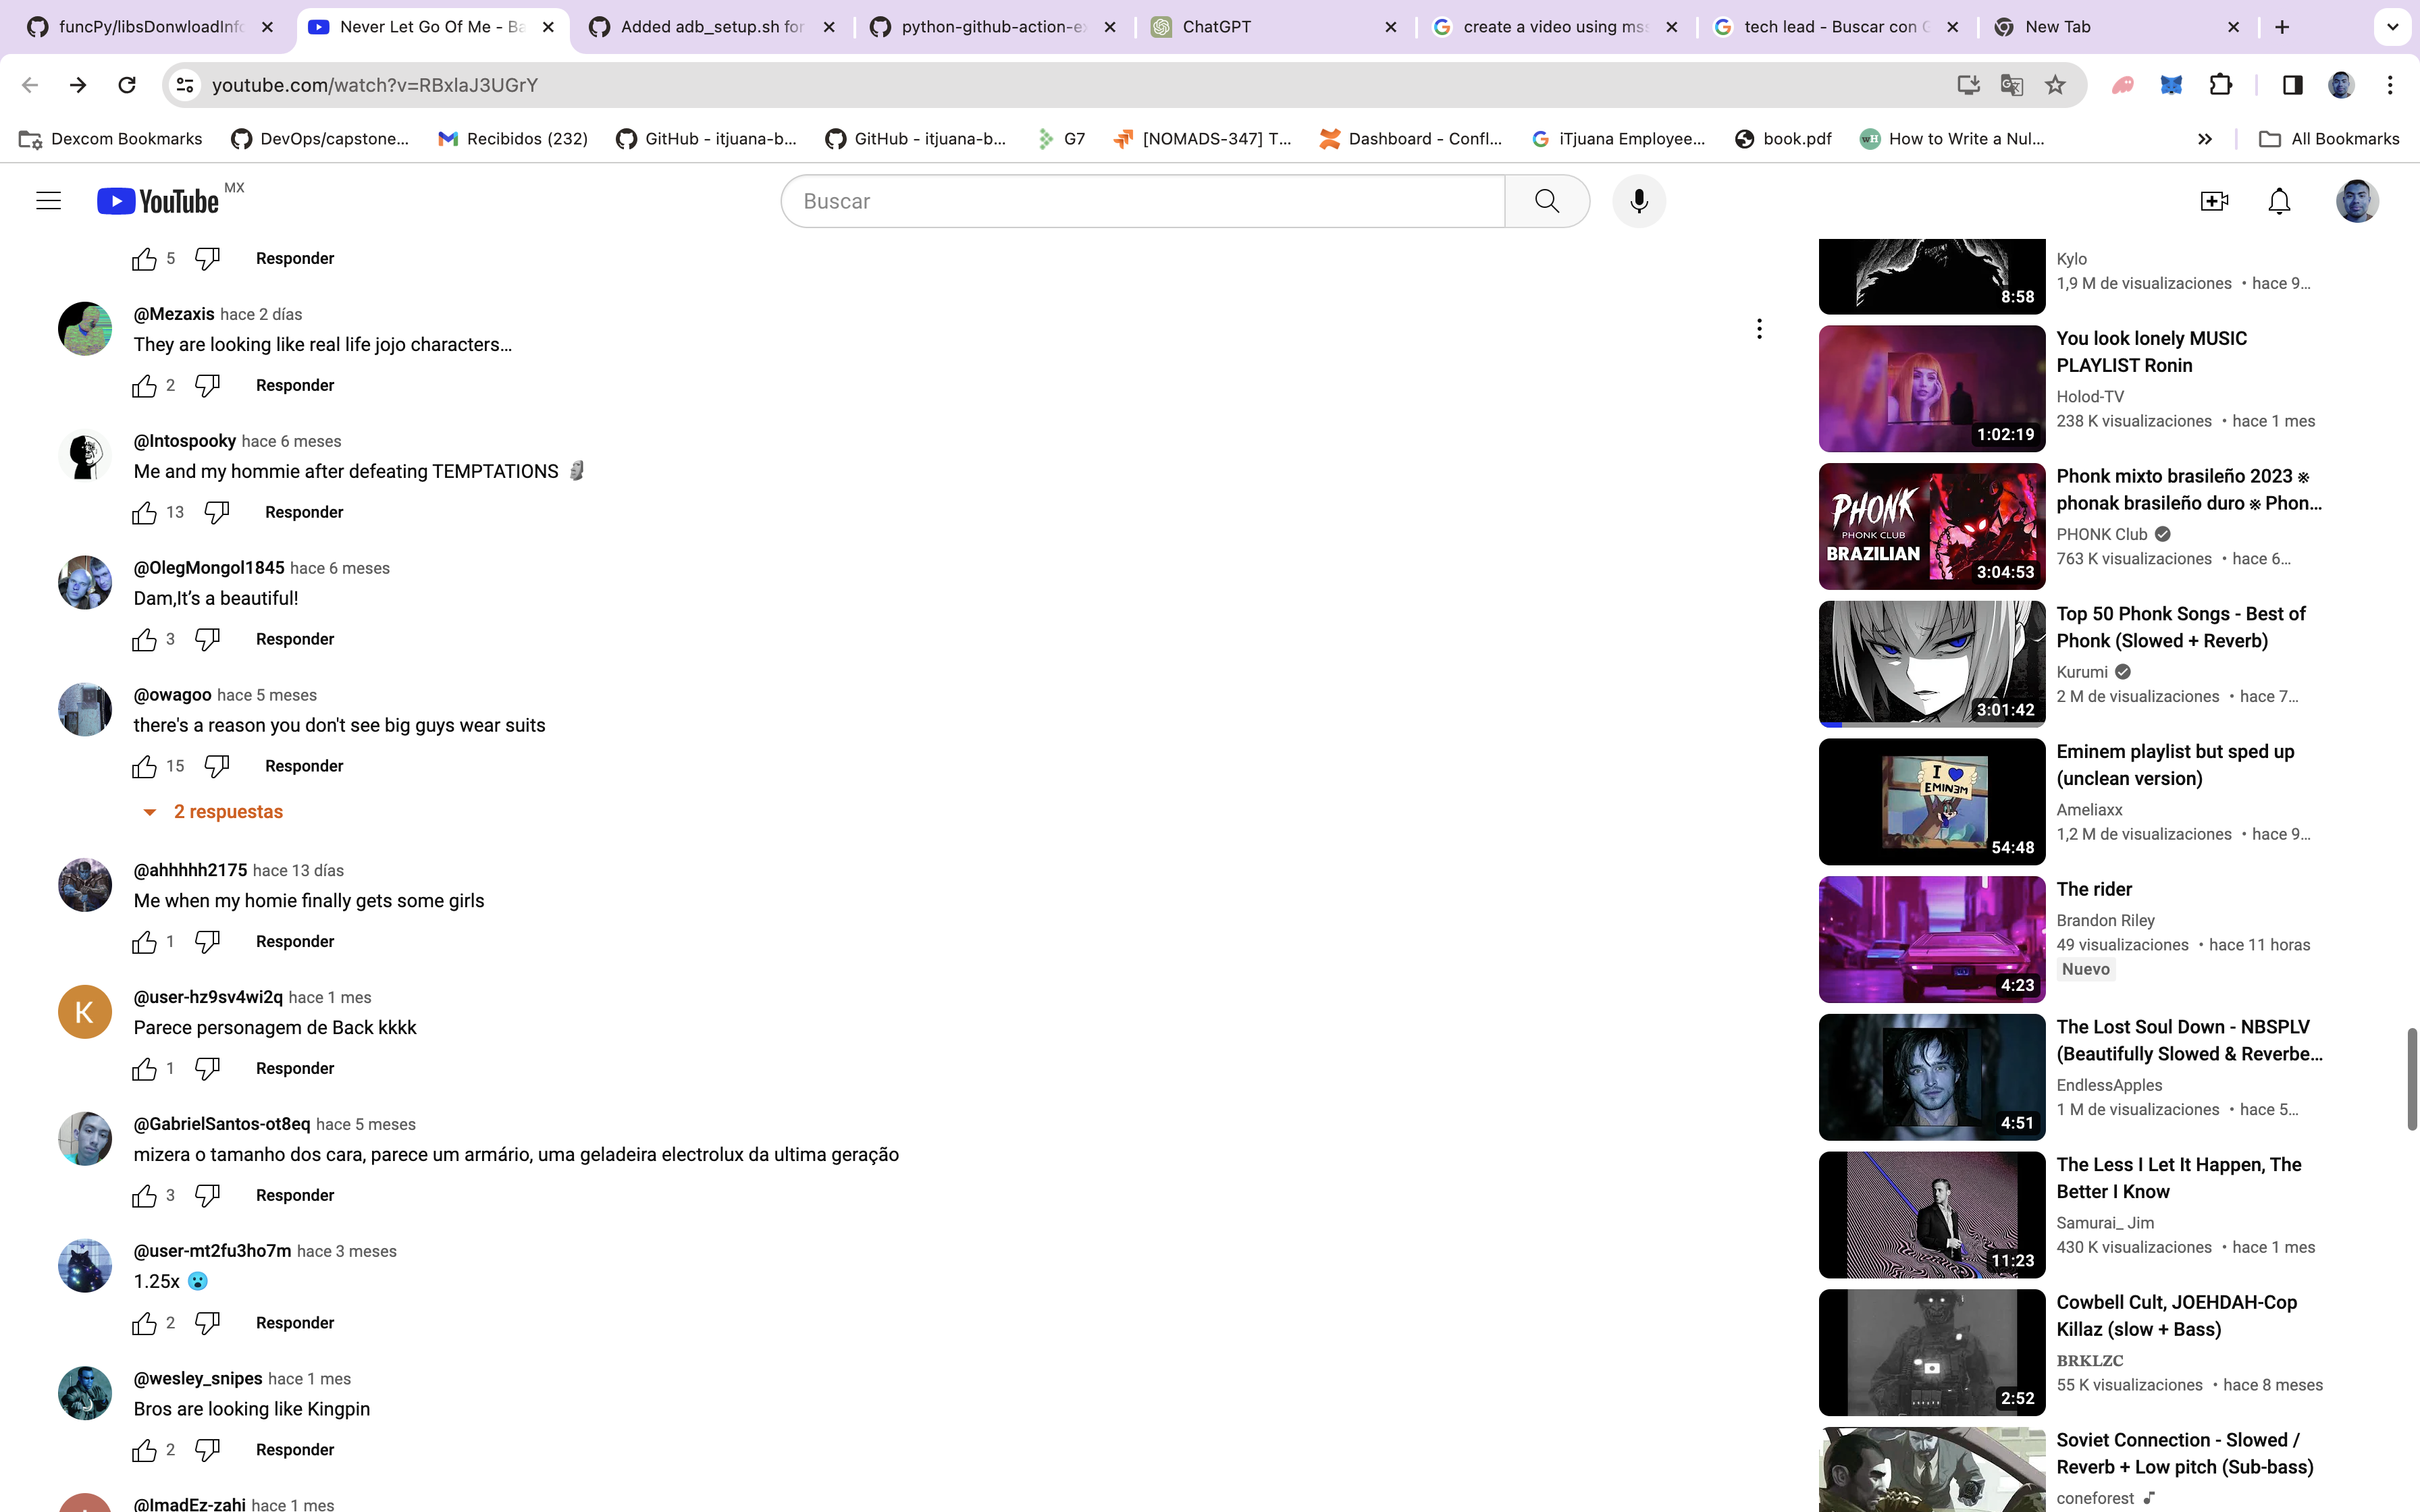 funcPy/libsDonwloadInfo
Never Let Go Of Me - Ba
Added adb_setup.sh for
python-github-action-ex
ChatGPT
create a video using mss
tech lead - Buscar con G
New Tab
youtube.com/watch?v=RBxlaJ3UGrY
Dexcom Bookmarks
DevOps/capstone...
Recibidos (232)
GitHub - itjuana-b...
GitHub - itjuana-b...
G7
[NOMADS-347] T...
Dashboard - Confl...
iTjuana Employee...
book.pdf
How to Write a Nul...
All Bookmarks
YouTube MX
Buscar
5 Responder
@Mezaxis hace 2 días
They are looking like real life jojo characters...
2 Responder
@Intospooky hace 6 meses
Me and my hommie after defeating TEMPTATIONS 🗿
13 Responder
@OlegMongol1845 hace 6 meses
Dam,It’s a beautiful!
3 Responder
@owagoo hace 5 meses
there's a reason you don't see big guys wear suits
15 Responder
2 respuestas
@ahhhhh2175 hace 13 días
Me when my homie finally gets some girls
1 Responder
K
@user-hz9sv4wi2q hace 1 mes
Parece personagem de Back kkkk
1 Responder
@GabrielSantos-ot8eq hace 5 meses
mizera o tamanho dos cara, parece um armário, uma geladeira electrolux da ultima geração
3 Responder
@user-mt2fu3ho7m hace 3 meses
1.25x 😮
2 Responder
@wesley_snipes hace 1 mes
Bros are looking like Kingpin
2 Responder
@ImadEz-zahi hace 1 mes
8:58
Kylo
1,9 M de visualizaciones • hace 9...
1:02:19
You look lonely MUSIC
PLAYLIST Ronin
Holod-TV
238 K visualizaciones • hace 1 mes
PHONK
PHONK CLUB
BRAZILIAN
3:04:53
Phonk mixto brasileño 2023 ※
phonak brasileño duro ※ Phon...
PHONK Club
763 K visualizaciones • hace 6...
3:01:42
Top 50 Phonk Songs - Best of
Phonk (Slowed + Reverb)
Kurumi
2 M de visualizaciones • hace 7...
I
EMINƎM
54:48
Eminem playlist but sped up
(unclean version)
Ameliaxx
1,2 M de visualizaciones • hace 9...
4:23
The rider
Brandon Riley
49 visualizaciones • hace 11 horas
Nuevo
4:51
The Lost Soul Down - NBSPLV
(Beautifully Slowed & Reverbe...
EndlessApples
1 M de visualizaciones • hace 5...
11:23
The Less I Let It Happen, The
Better I Know
Samurai_ Jim
430 K visualizaciones • hace 1 mes
2:52
Cowbell Cult, JOEHDAH-Cop
Killaz (slow + Bass)
BRKLZC
55 K visualizaciones • hace 8 meses
Soviet Connection - Slowed /
Reverb + Low pitch (Sub-bass)
coneforest